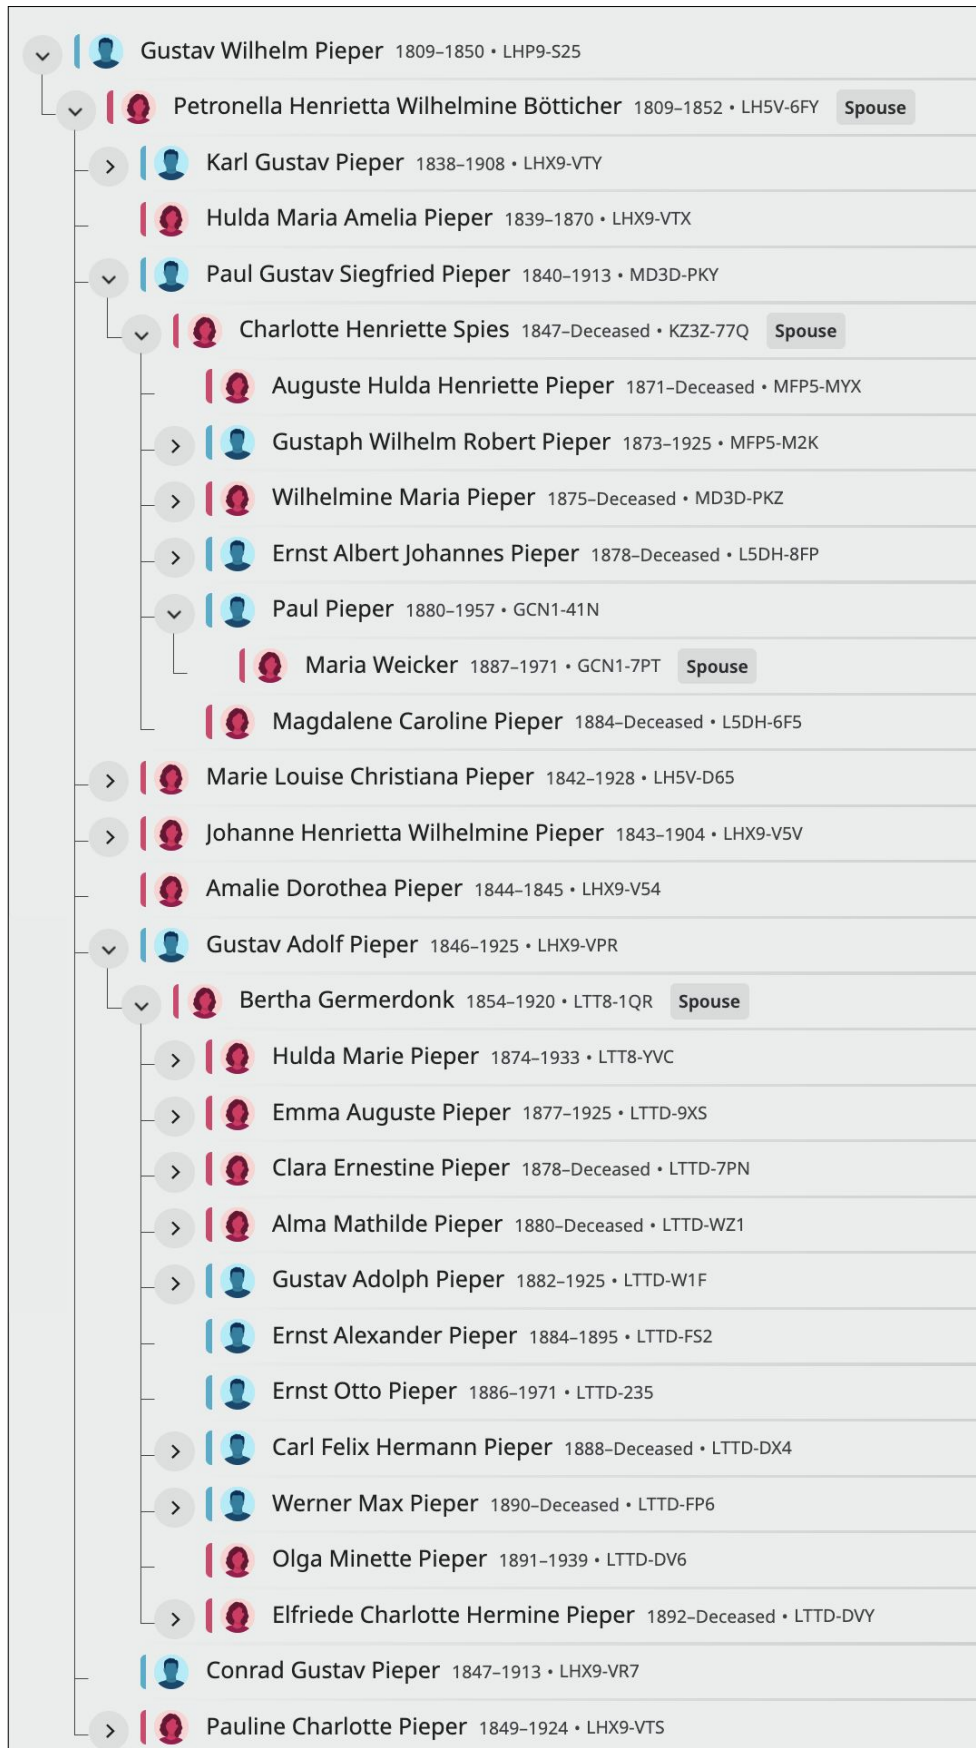 Gustav Wilhelm Pieper 1809–1850 • LHP9-S25
Petronella Henrietta Wilhelmine Bötticher 1809–1852 • LH5V-6FY Spouse
Karl Gustav Pieper 1838–1908 • LHX9-VTY
Hulda Maria Amelia Pieper 1839–1870 • LHX9-VTX
Paul Gustav Siegfried Pieper 1840–1913 • MD3D-PKY
Charlotte Henriette Spies 1847–Deceased • KZ3Z-77Q Spouse
Auguste Hulda Henriette Pieper 1871–Deceased • MFP5-MYX
Gustaph Wilhelm Robert Pieper 1873–1925 • MFP5-M2K
Wilhelmine Maria Pieper 1875–Deceased • MD3D-PKZ
Ernst Albert Johannes Pieper 1878–Deceased • L5DH-8FP
Paul Pieper 1880–1957 • GCN1-41N
Maria Weicker 1887–1971 • GCN1-7PT Spouse
Magdalene Caroline Pieper 1884–Deceased • L5DH-6F5
Marie Louise Christiana Pieper 1842–1928 • LH5V-D65
Johanne Henrietta Wilhelmine Pieper 1843–1904 • LHX9-V5V
Amalie Dorothea Pieper 1844–1845 • LHX9-V54
Gustav Adolf Pieper 1846–1925 • LHX9-VPR
Bertha Germerdonk 1854–1920 • LTT8-1QR Spouse
Hulda Marie Pieper 1874–1933 • LTT8-YVC
Emma Auguste Pieper 1877–1925 • LTTD-9XS
Clara Ernestine Pieper 1878–Deceased • LTTD-7PN
Alma Mathilde Pieper 1880–Deceased • LTTD-WZ1
Gustav Adolph Pieper 1882–1925 • LTTD-W1F
Ernst Alexander Pieper 1884–1895 • LTTD-FS2
Ernst Otto Pieper 1886–1971 • LTTD-235
Carl Felix Hermann Pieper 1888–Deceased • LTTD-DX4
Werner Max Pieper 1890–Deceased • LTTD-FP6
Olga Minette Pieper 1891–1939 • LTTD-DV6
Elfriede Charlotte Hermine Pieper 1892–Deceased • LTTD-DVY
Conrad Gustav Pieper 1847–1913 • LHX9-VR7
Pauline Charlotte Pieper 1849–1924 • LHX9-VTS